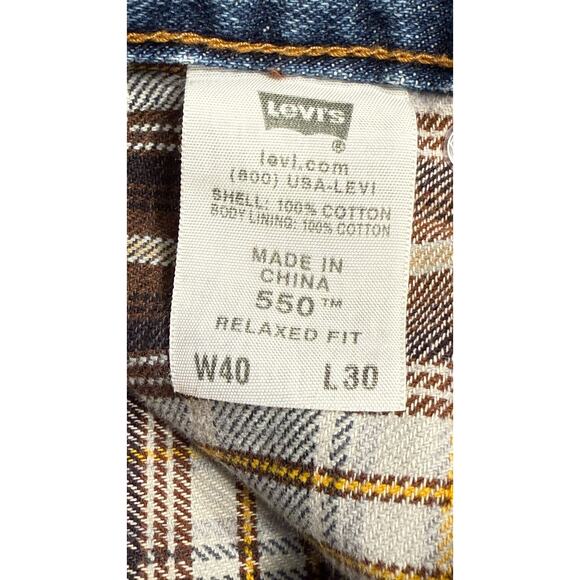 LEVI'S
®
levi.com
(800) USA-LEVI
SHELL: 100% COTTON
BODY LINING: 100% COTTON
MADE IN
CHINA
550™
RELAXED FIT
W40 L30